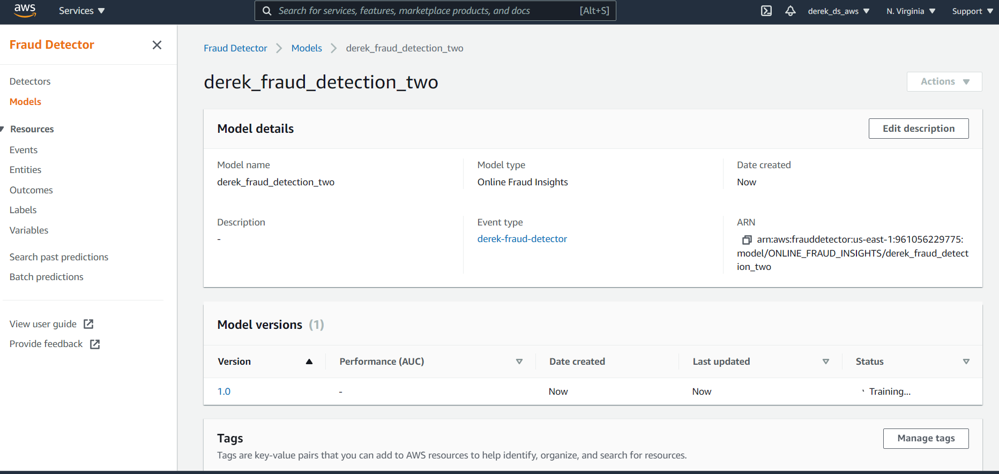 aws
Services
Search for services, features, marketplace products, and docs [Alt+S]
derek_ds_aws
N. Virginia
Support
Fraud Detector
Detectors
Models
Resources
Events
Entities
Outcomes
Labels
Variables
Search past predictions
Batch predictions
View user guide
Provide feedback
Fraud Detector
Models
derek_fraud_detection_two
derek_fraud_detection_two
Actions
Model details
Edit description
Model name
derek_fraud_detection_two
Model type
Online Fraud Insights
Date created
Now
Description
-
Event type
derek-fraud-detector
ARN
arn:aws:frauddetector:us-east-1:961056229775:
model/ONLINE_FRAUD_INSIGHTS/derek_fraud_detect
ion_two
Model versions (1)
Version Performance (AUC) Date created Last updated Status
1.0 - Now Now Training...
Tags
Manage tags
Tags are key-value pairs that you can add to AWS resources to help identify, organize, and search for resources.